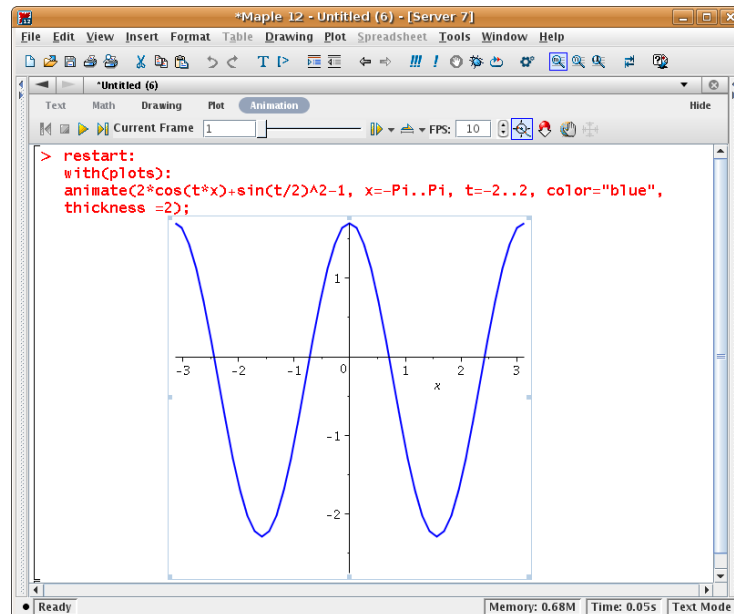 *Maple 12 - Untitled (6) - [Server 7]
File Edit View Insert Format Table Drawing Plot Spreadsheet Tools Window Help
T
!!! !
*Untitled (6)
Text Math Drawing Plot Animation Hide
Current Frame 1 FPS: 10
> restart:
with(plots):
animate(2*cos(t*x)+sin(t/2)^2-1, x=-Pi..Pi, t=-2..2, color="blue",
thickness =2);
1
-3 -2 -1 0 1 2 3
x
-1
-2
Ready Memory: 0.68M Time: 0.05s Text Mode